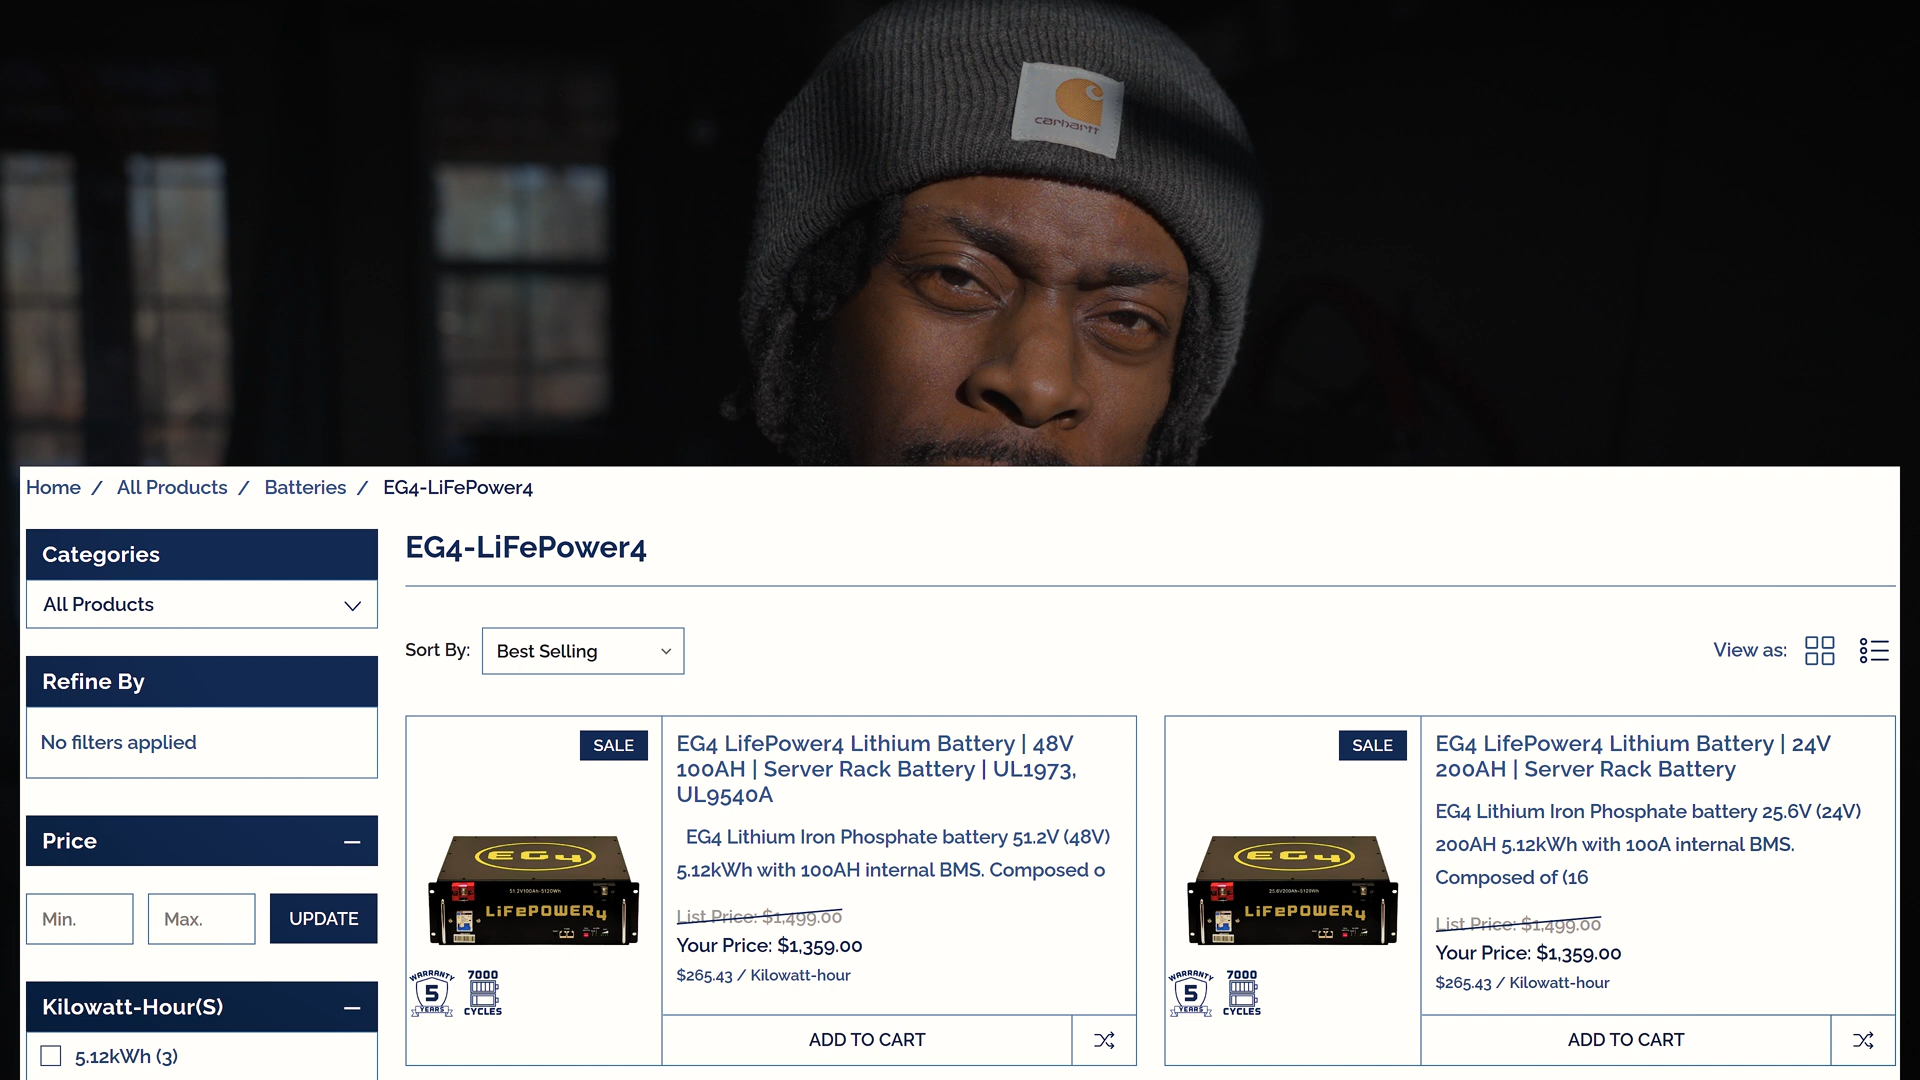 carhartt
Home / All Products / Batteries / EG4-LiFePower4
Categories
All Products
Refine By
No filters applied
Price
Min.
Max.
UPDATE
Kilowatt-Hour(S)
5.12kWh (3)
EG4-LiFePower4
Sort By:
Best Selling
View as:
SALE
EG4
51.2V100Ah-5120Wh
LiFePOWER4
WARRANTY
5
YEARS
7000
CYCLES
EG4 LifePower4 Lithium Battery | 48V
100AH | Server Rack Battery | UL1973,
UL9540A
EG4 Lithium Iron Phosphate battery 51.2V (48V)
5.12kWh with 100AH internal BMS. Composed o
List Price: $1,499.00
Your Price: $1,359.00
$265.43 / Kilowatt-hour
ADD TO CART
SALE
EG4
25.6V200Ah-5120Wh
LiFePOWER4
WARRANTY
5
YEARS
7000
CYCLES
EG4 LifePower4 Lithium Battery | 24V
200AH | Server Rack Battery
EG4 Lithium Iron Phosphate battery 25.6V (24V)
200AH 5.12kWh with 100A internal BMS.
Composed of (16
List Price: $1,499.00
Your Price: $1,359.00
$265.43 / Kilowatt-hour
ADD TO CART